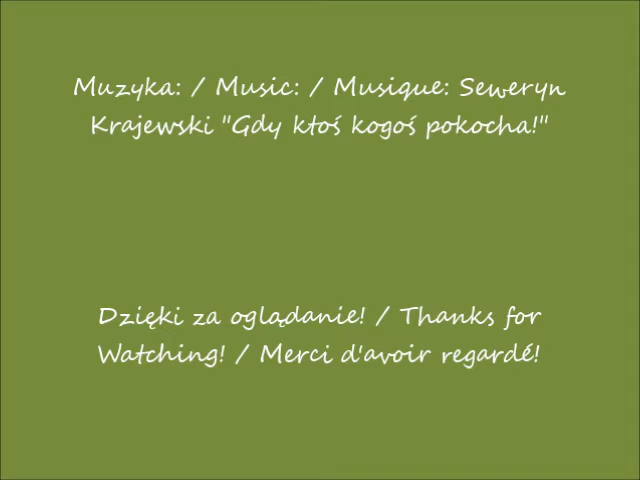 Muzyka: / Music: / Musique: Seweryn
Krajewski "Gdy ktoś kogoś pokocha!"
Dzięki za oglądanie! / Thanks for
Watching! / Merci d'avoir regardé!